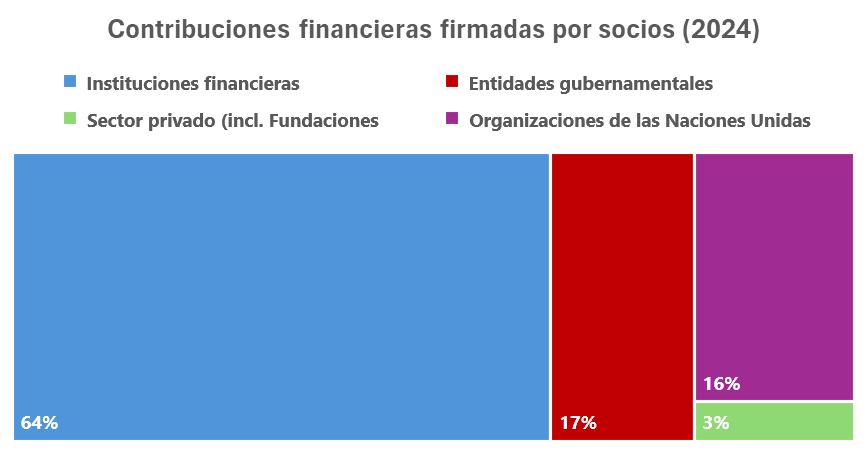 Contribuciones financieras firmadas por socios (2024)
Instituciones financieras
Entidades gubernamentales
Sector privado (incl. Fundaciones
Organizaciones de las Naciones Unidas
64%
17%
16%
3%